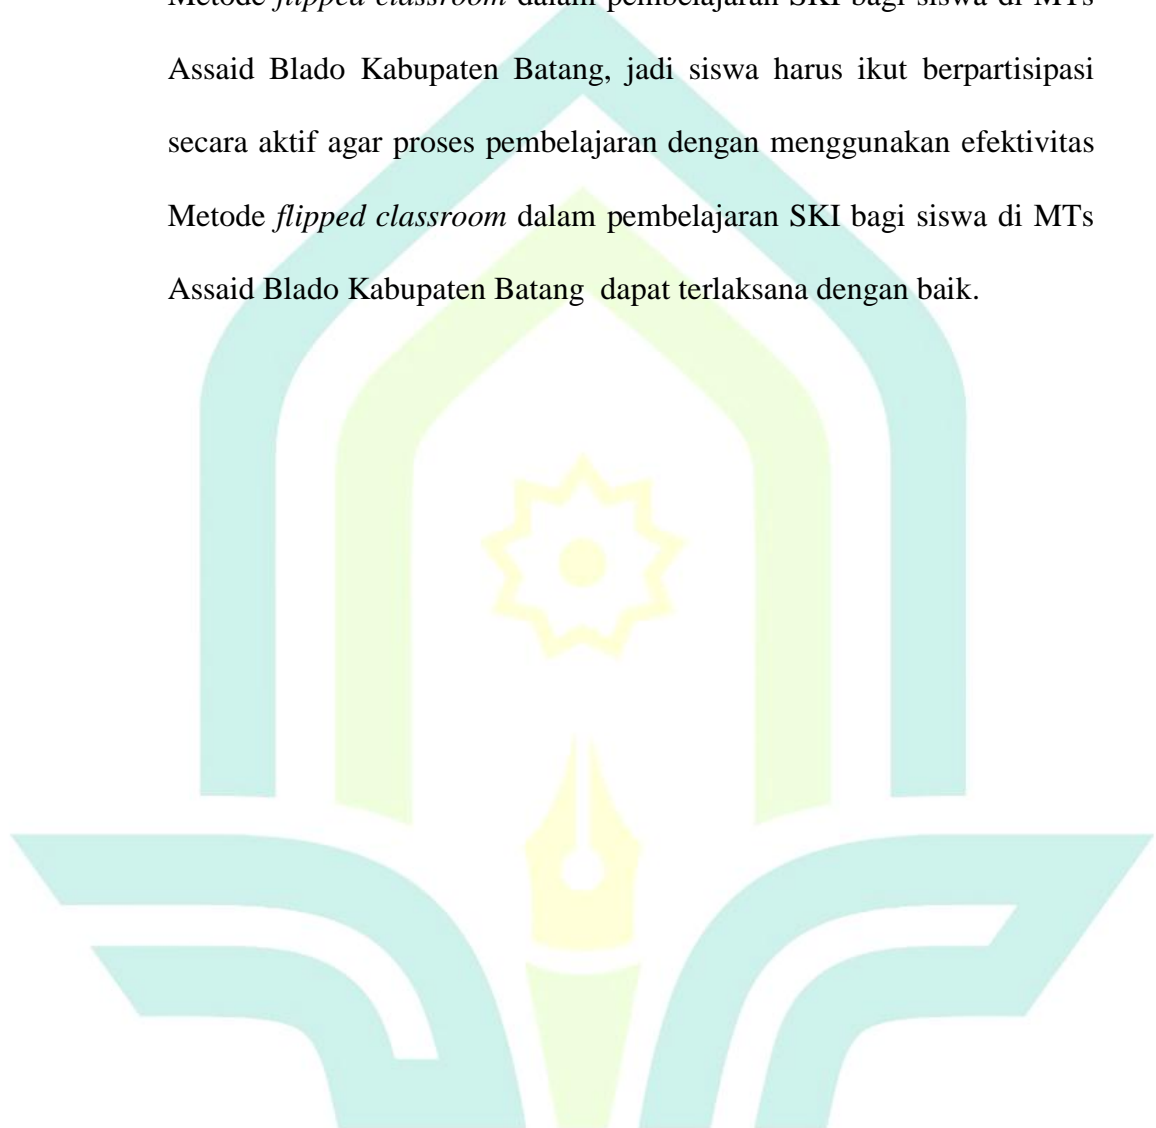 Metode flipped classroom dalam pembelajaran SKI bagi siswa di MTs
Assaid Blado Kabupaten Batang, jadi siswa harus ikut berpartisipasi
secara aktif agar proses pembelajaran dengan menggunakan efektivitas
Metode flipped classroom dalam pembelajaran SKI bagi siswa di MTs
Assaid Blado Kabupaten Batang  dapat terlaksana dengan baik.